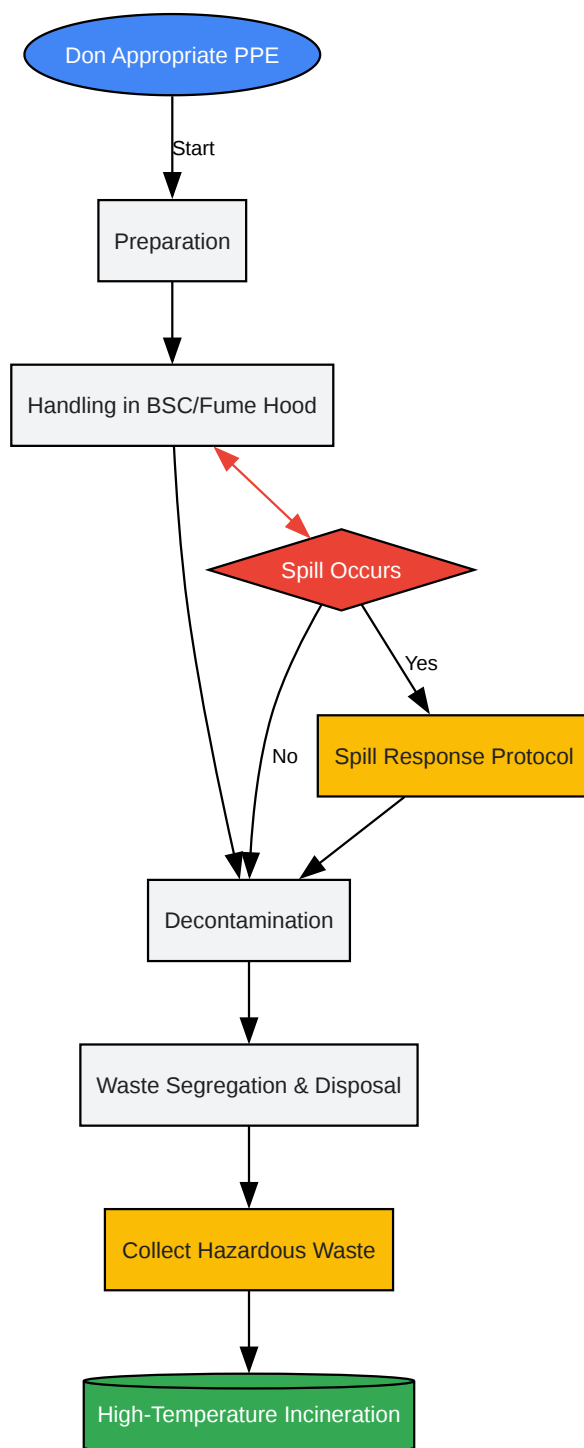 Don Appropriate PPE
Start
Preparation
Handling in BSC/Fume Hood
Spill Occurs
Yes
Spill Response Protocol
No
Decontamination
Waste Segregation & Disposal
Collect Hazardous Waste
High-Temperature Incineration